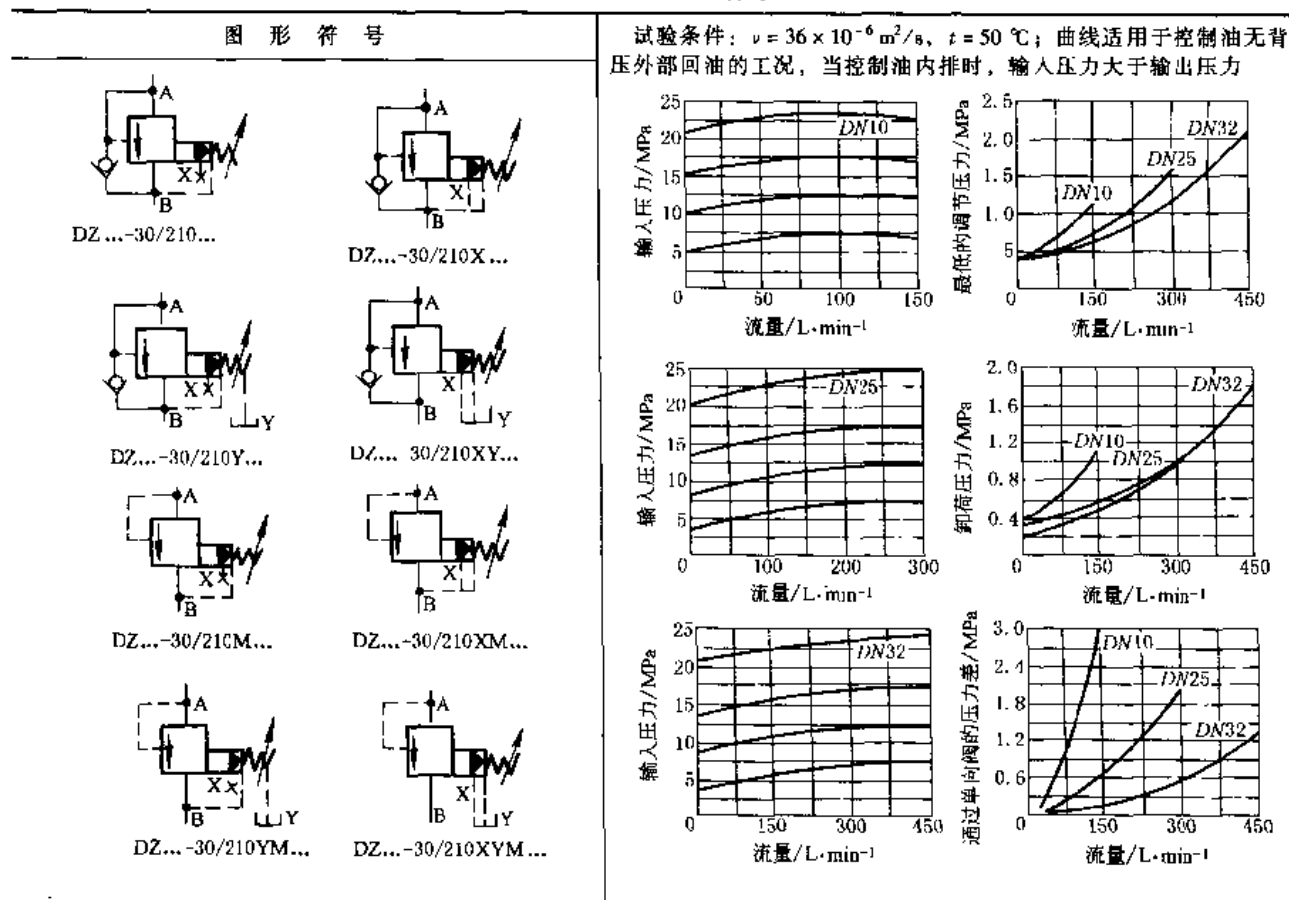 图 形 符 号
A
X
B
DZ...-30/210...
A
X
B
DZ...-30/210X...
A
X
B
Y
DZ...-30/210Y...
A
X
B
Y
DZ... 30/210XY...
A
X
B
DZ...-30/210M...
A
X
B
DZ...-30/210XM...
A
X
B
Y
DZ...-30/210YM...
A
X
B
Y
DZ...-30/210XYM...
试验条件：ν = 36 × 10⁻⁶ m²/s，t = 50 ℃；曲线适用于控制油无背
压外部回油的工况，当控制油内排时，输入压力大于输出压力
输入压力/MPa
25
20
15
10
5
0 50 100 150
DN10
流量/L·min⁻¹
最低的调节压力/MPa
2.5
2.0
1.5
1.0
5
0 150 300 450
DN10
DN25
DN32
流量/L·min⁻¹
输入压力/MPa
25
20
15
10
5
0 100 200 300
DN25
流量/L·min⁻¹
卸荷压力/MPa
2.0
1.6
1.2
0.8
0.4
0 150 300 450
DN10
DN25
DN32
流量/L·min⁻¹
输入压力/MPa
25
20
15
10
5
0 150 300 450
DN32
流量/L·min⁻¹
通过单向阀的压力差/MPa
3.0
2.4
1.8
1.2
0.6
0 150 300 450
DN10
DN25
DN32
流量/L·min⁻¹